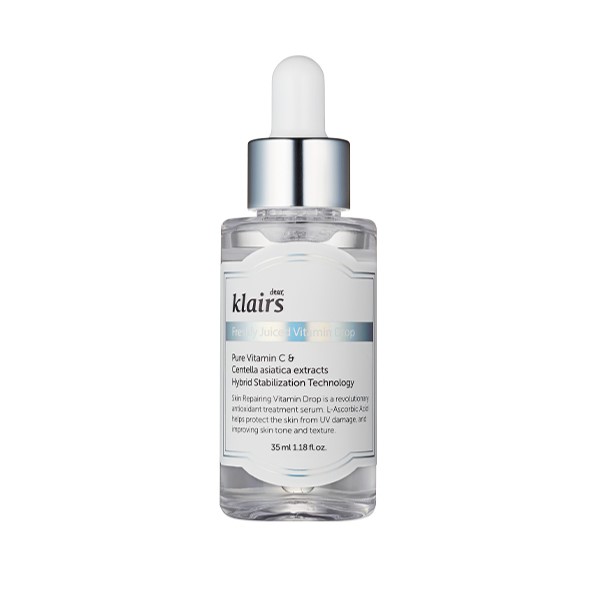 dear,
klairs
Freshly Juiced Vitamin Drop
Pure Vitamin C &
Centella asiatica extracts
Hybrid Stabilization Technology
Skin Repairing Vitamin Drop is a revolutionary
antioxidant treatment serum. L-Ascorbic Acid
helps protect the skin from UV damage, and
improving skin tone and texture.
35 ml 1.18 fl.oz.